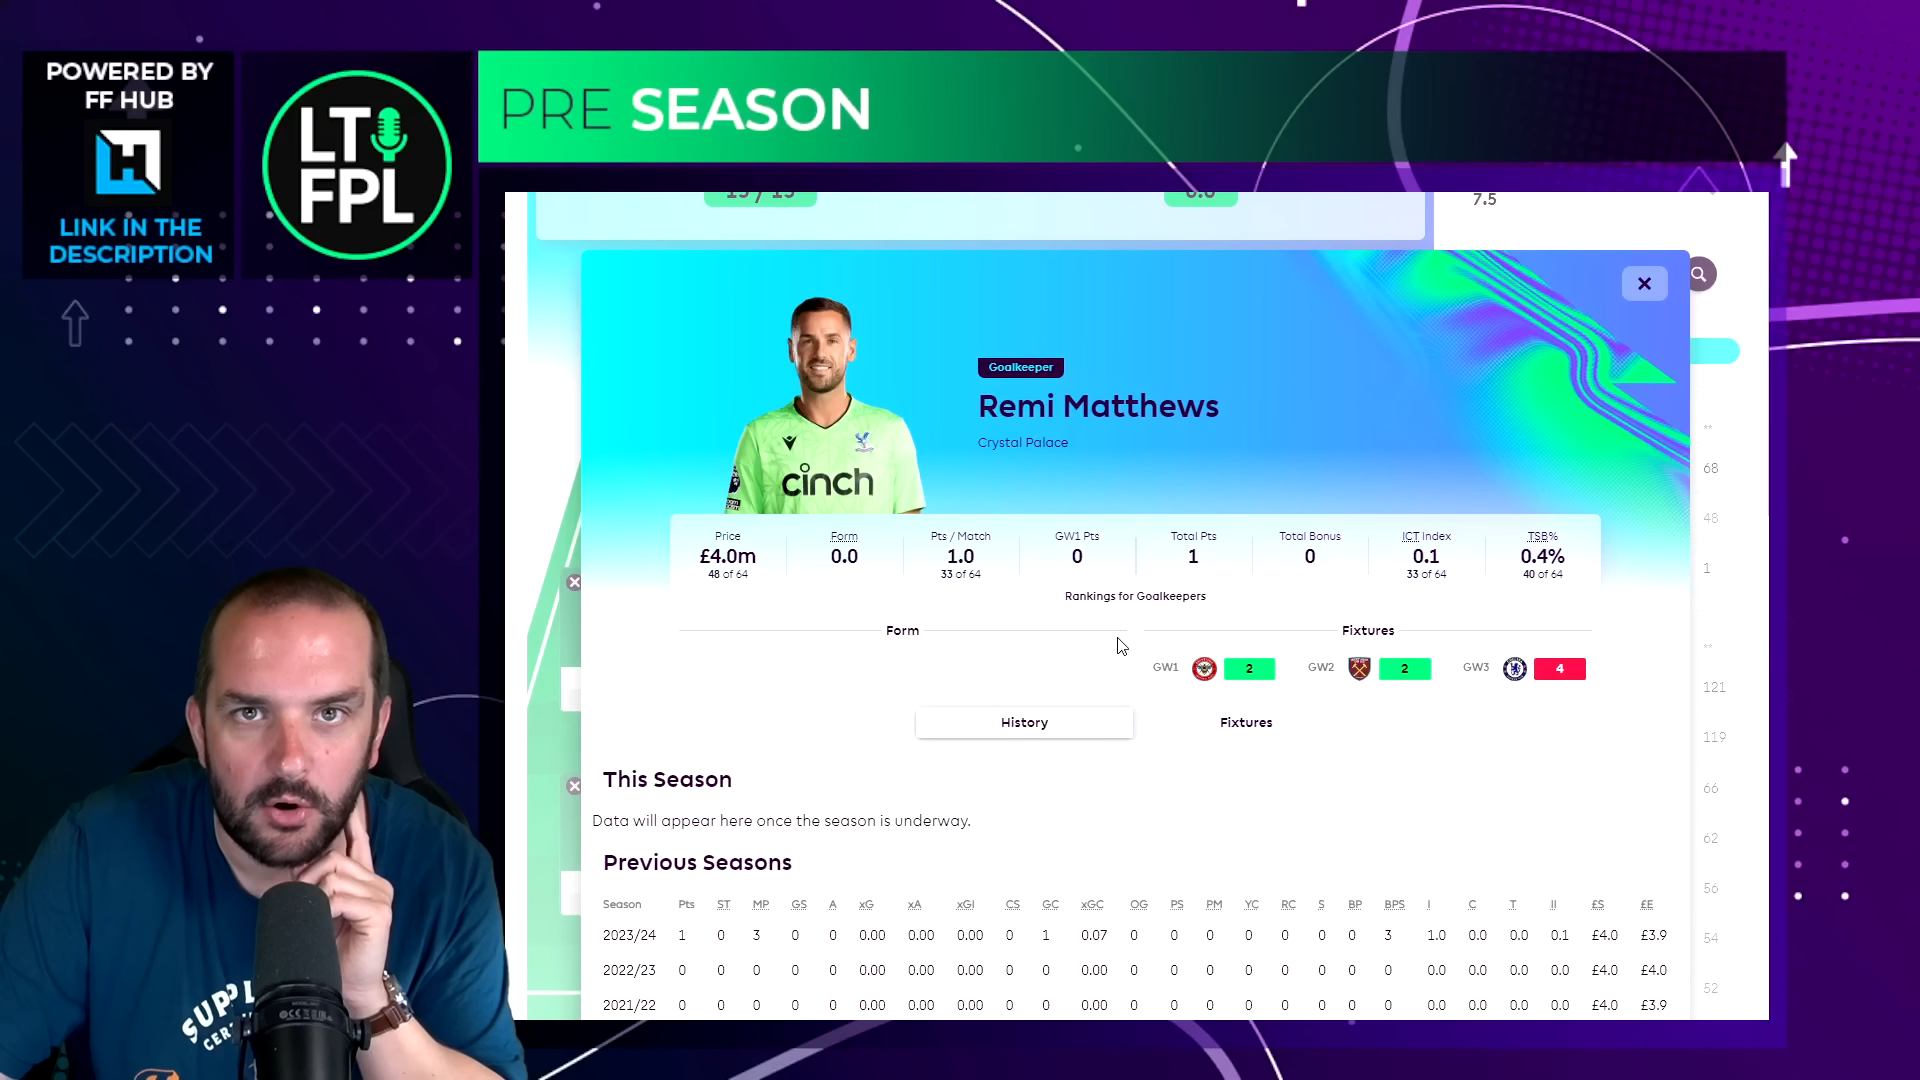 POWERED BY
FF HUB
LINK IN THE
DESCRIPTION
LT
FPL
PRE SEASON
15 / 15
0.0
7.5
Goalkeeper
Remi Matthews
Crystal Palace
cinch
Price Form Pts / Match GW1 Pts Total Pts Total Bonus ICT Index TSB%
£4.0m 0.0 1.0 0 1 0 0.1 0.4%
48 of 64 33 of 64 33 of 64 40 of 64
Rankings for Goalkeepers
Form Fixtures
GW1 2 GW2 2 GW3 4
History Fixtures
This Season
Data will appear here once the season is underway.
Previous Seasons
Season Pts ST MP GS A xG xA xGI CS GC xGC OG PS PM YC RC S BP BPS I C T II £S £E
2023/24 1 0 3 0 0 0.00 0.00 0.00 0 1 0.07 0 0 0 0 0 0 0 3 1.0 0.0 0.0 0.1 £4.0 £3.9
2022/23 0 0 0 0 0 0.00 0.00 0.00 0 0 0.00 0 0 0 0 0 0 0 0 0.0 0.0 0.0 0.0 £4.0 £4.0
2021/22 0 0 0 0 0 0.00 0.00 0.00 0 0 0.00 0 0 0 0 0 0 0 0 0.0 0.0 0.0 0.0 £4.0 £3.9
**
68
48
1
**
121
119
66
62
56
54
52